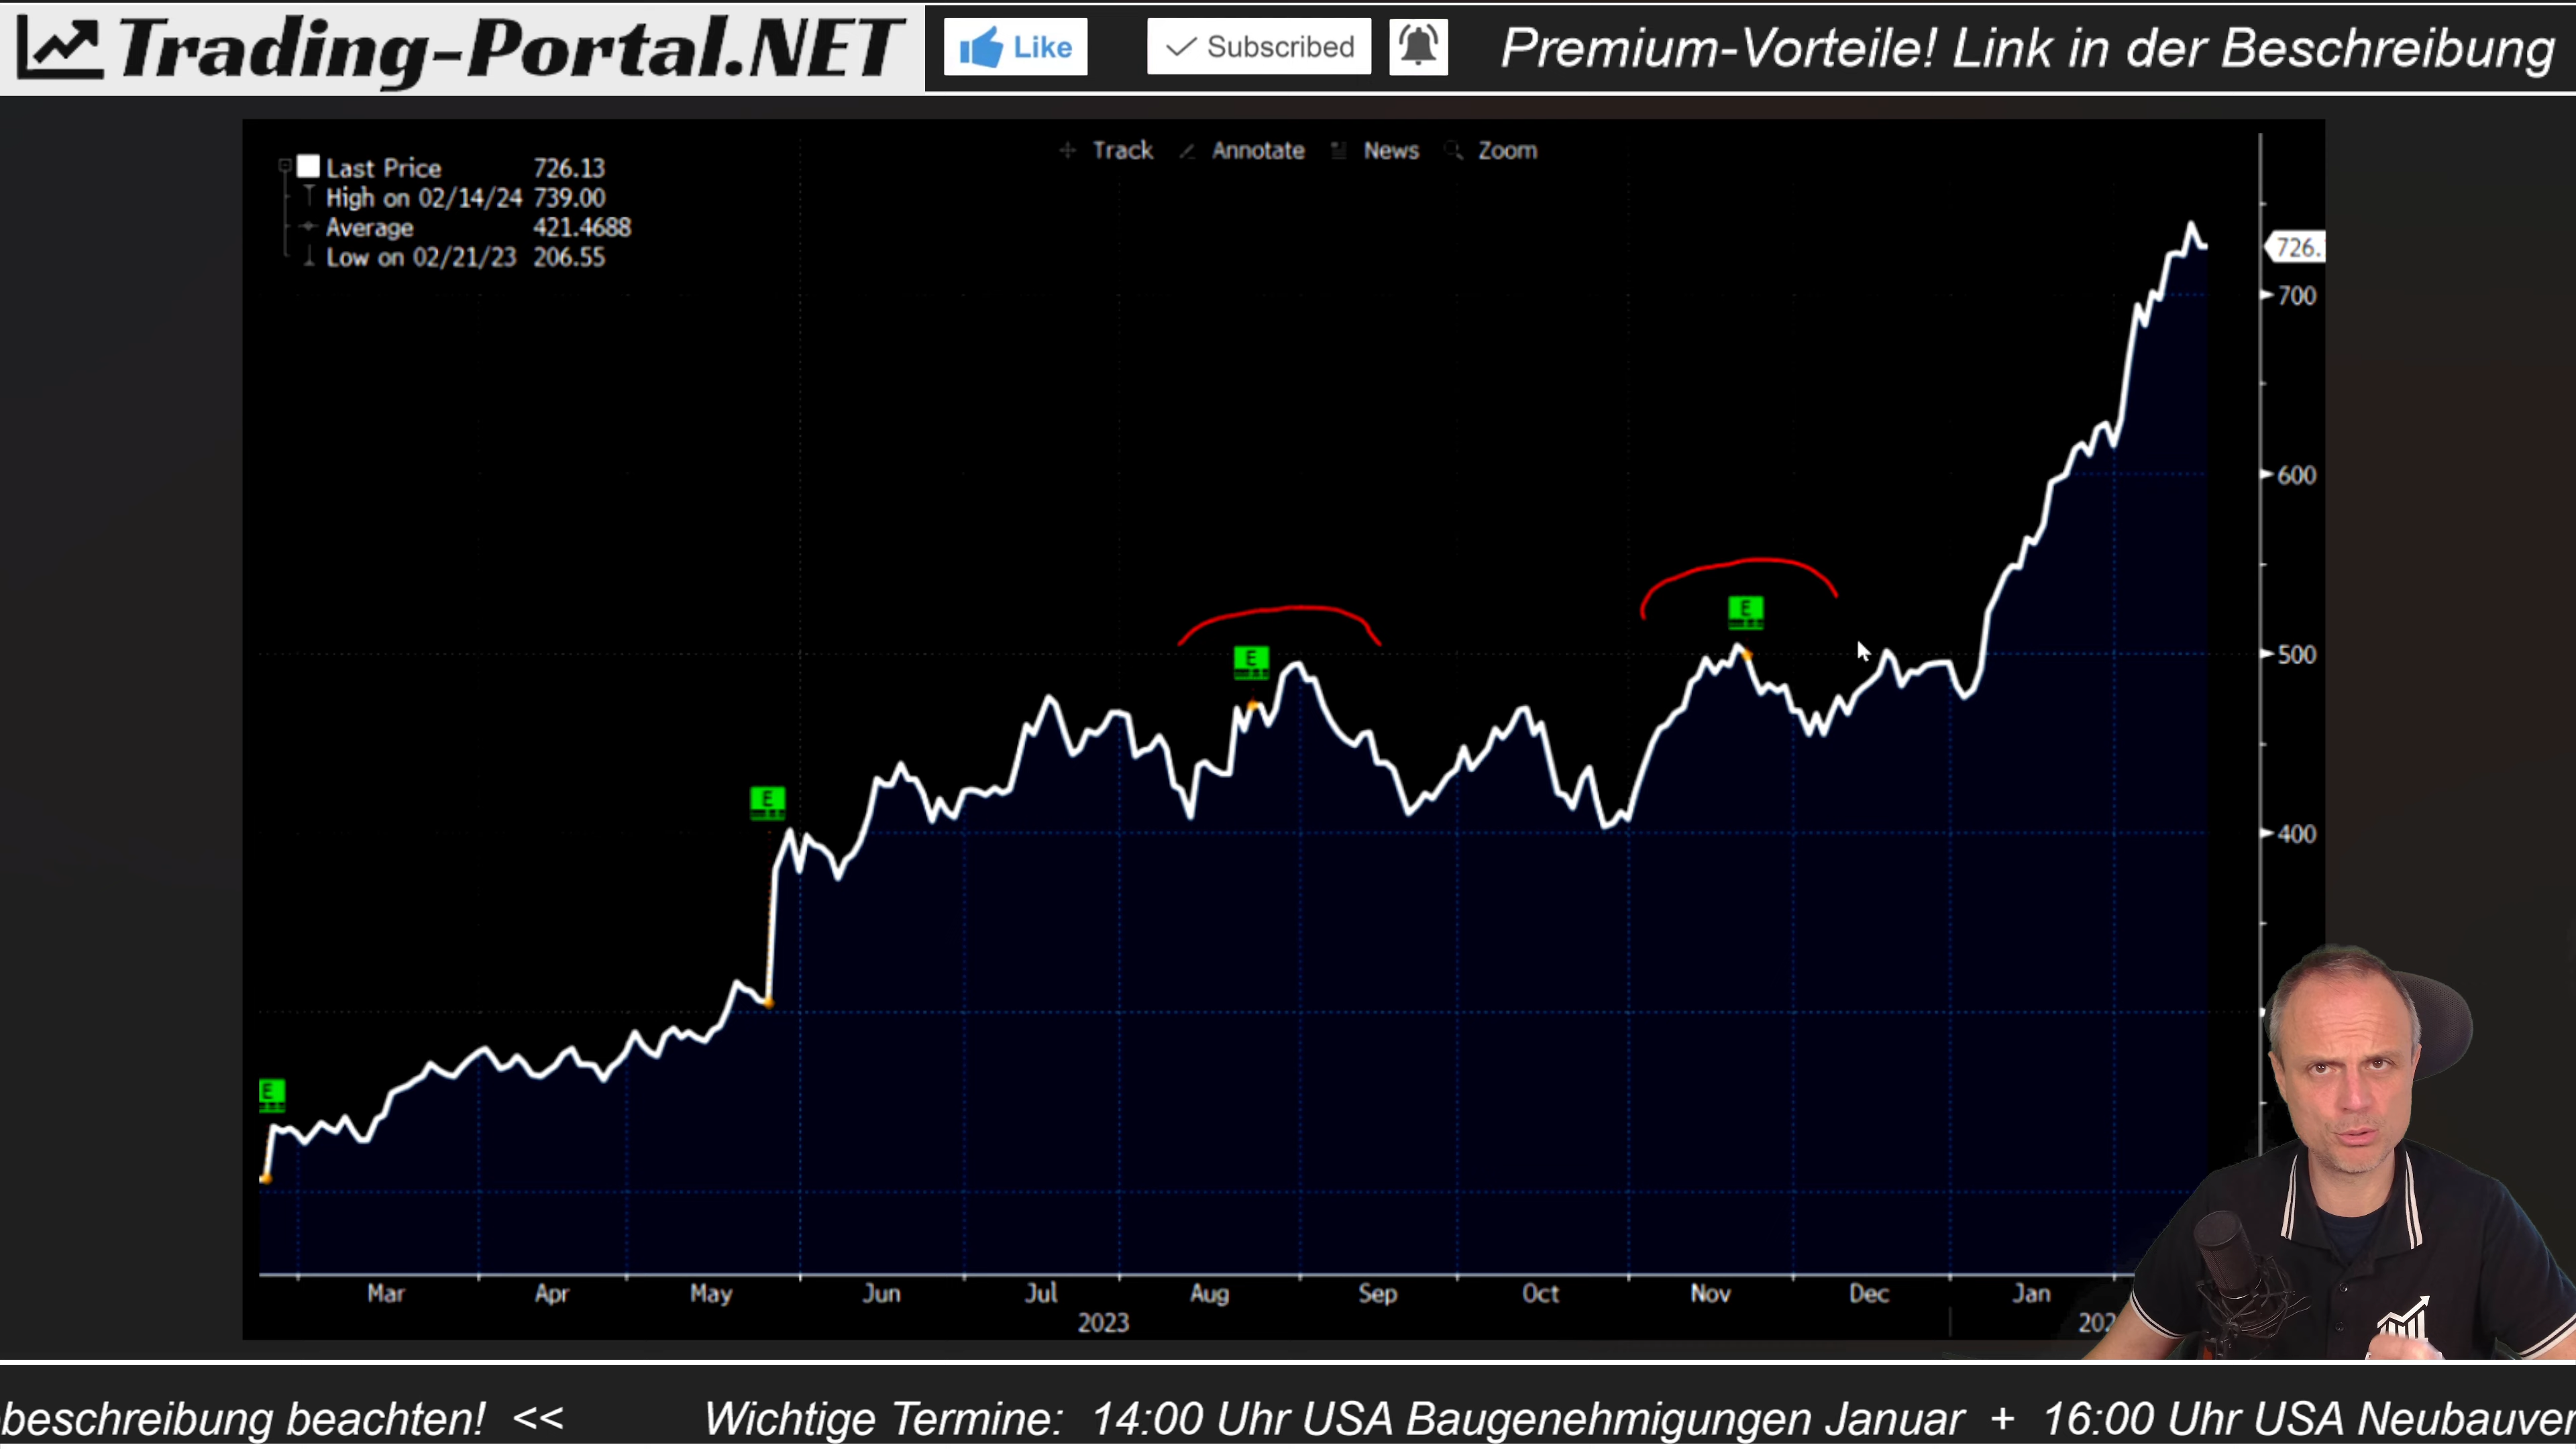 Trading-Portal.NET
Like
Subscribed
Premium-Vorteile! Link in der Beschreibung
Track Annotate News Zoom
Last Price 726.13
High on 02/14/24 739.00
Average 421.4688
Low on 02/21/23 206.55
726.
700
600
500
400
E
E
E
E
Mar Apr May Jun Jul Aug Sep Oct Nov Dec Jan
2023 202
beschreibung beachten! << Wichtige Termine: 14:00 Uhr USA Baugenehmigungen Januar + 16:00 Uhr USA Neubauver